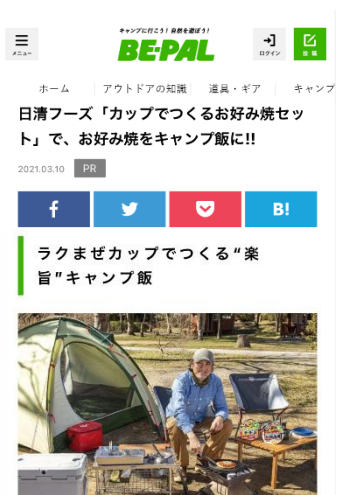 キャンプに行こう！自然を遊ぼう！
BE-PAL
メニュー
ログイン
投稿
ホーム
アウトドアの知識
道具・ギア
キャンプ
日清フーズ「カップでつくるお好み焼セッ
ト」で、お好み焼をキャンプ飯に!!
2021.03.10
PR
f
B!
ラクまぜカップでつくる“楽
旨”キャンプ飯